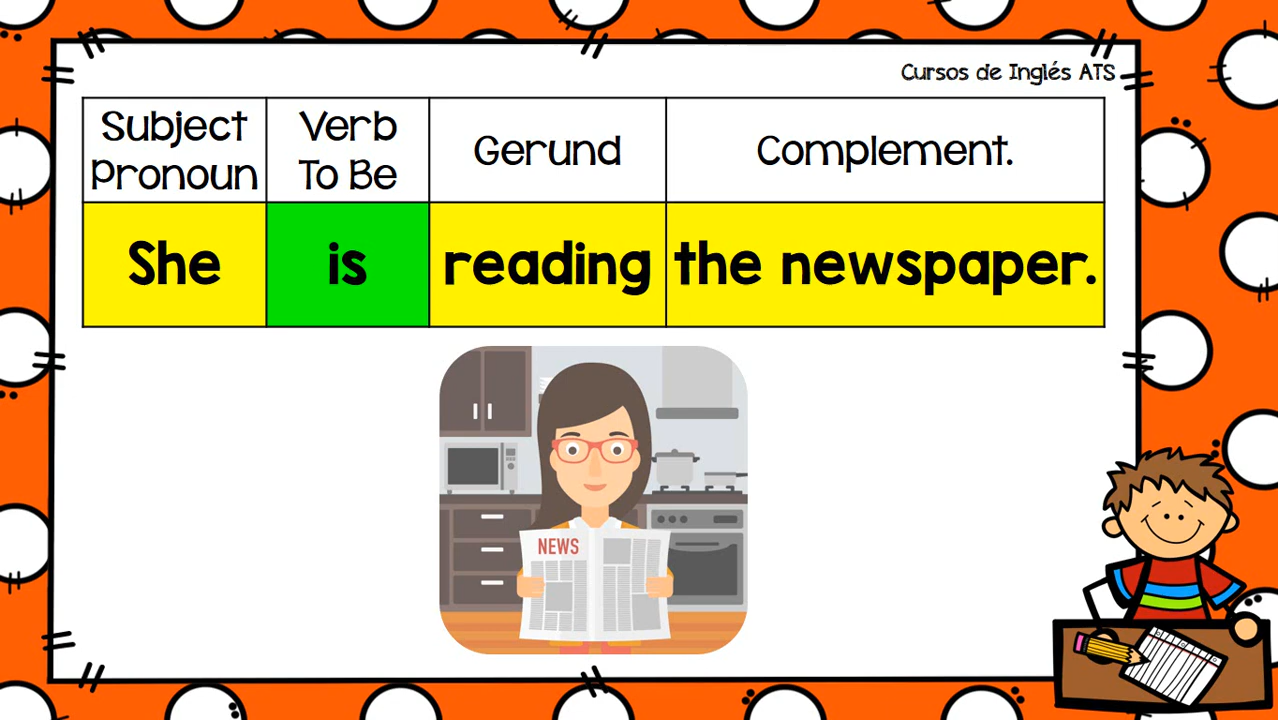 Cursos de Inglés ATS
Subject
Pronoun
Verb
To Be
Gerund
Complement.
She
is
reading
the newspaper.
NEWS